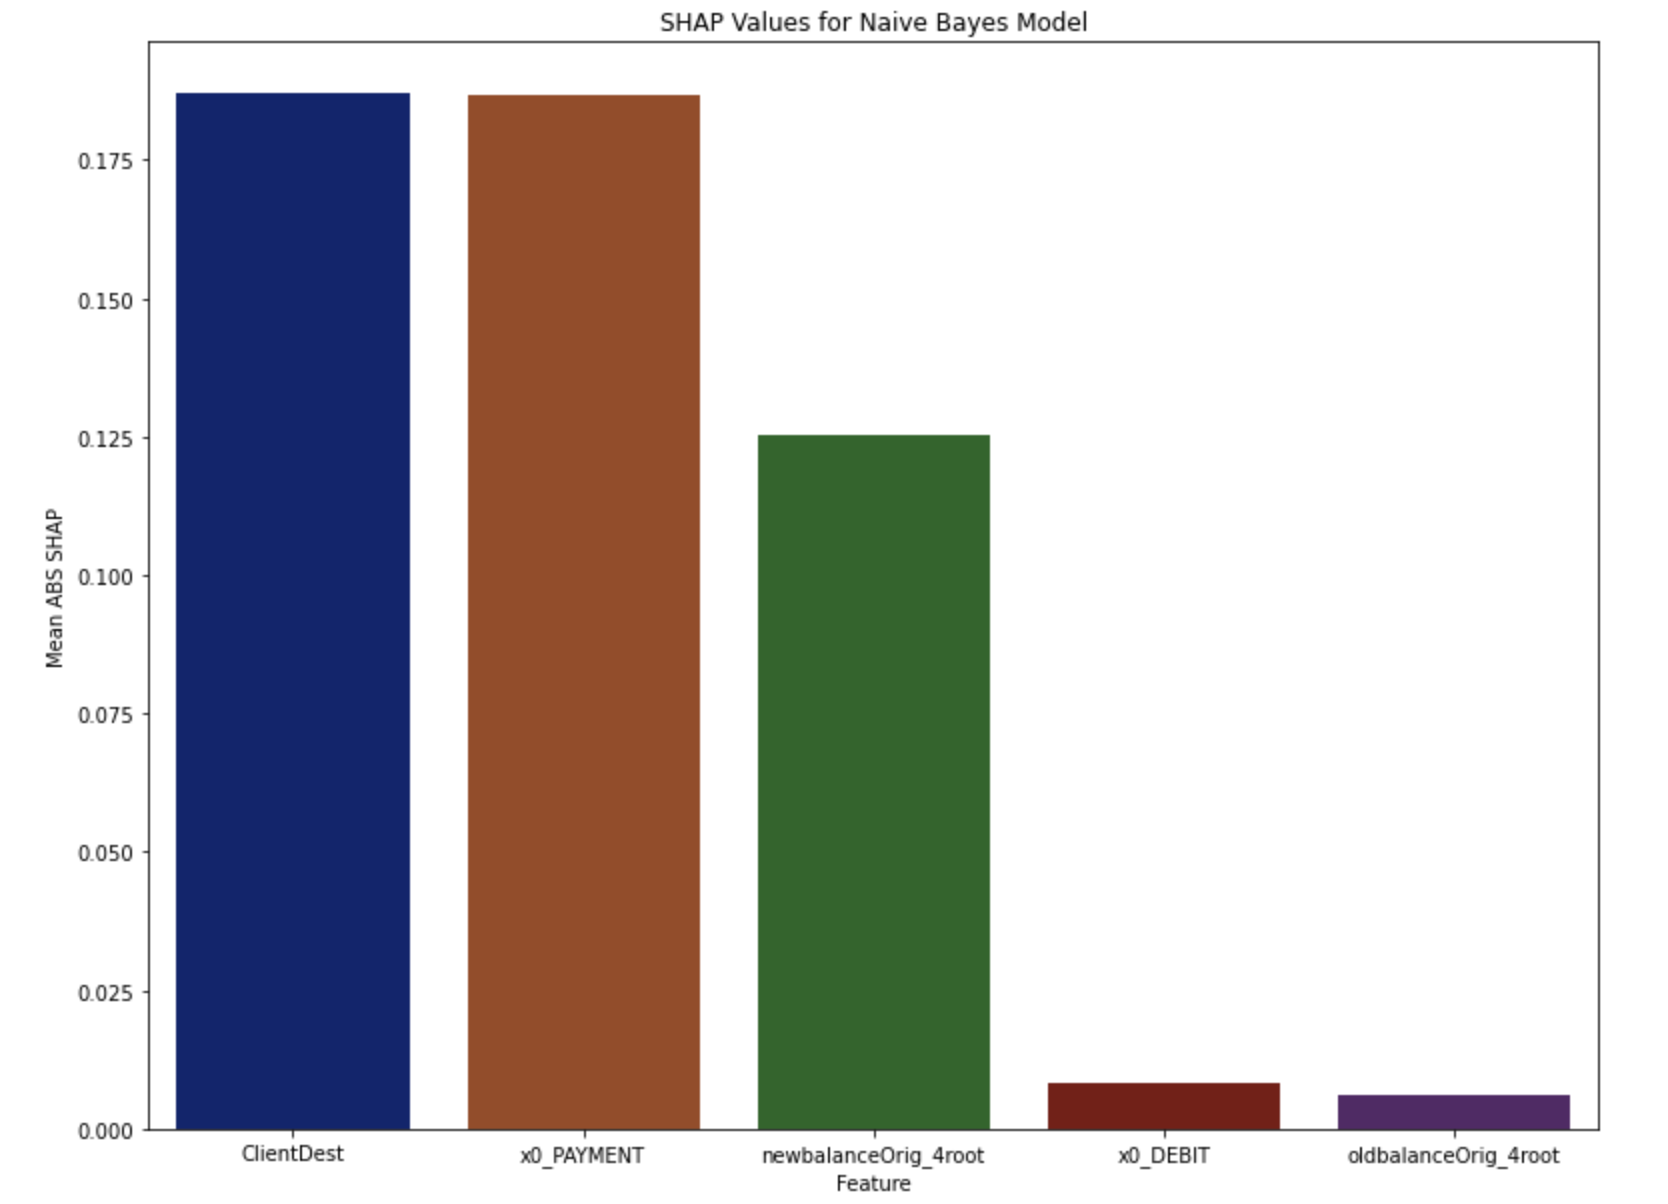 SHAP Values for Naive Bayes Model
0.175
0.150
0.125
0.100
0.075
0.050
0.025
0.000
Mean ABS SHAP
ClientDest x0_PAYMENT newbalanceOrig_4root x0_DEBIT oldbalanceOrig_4root
Feature